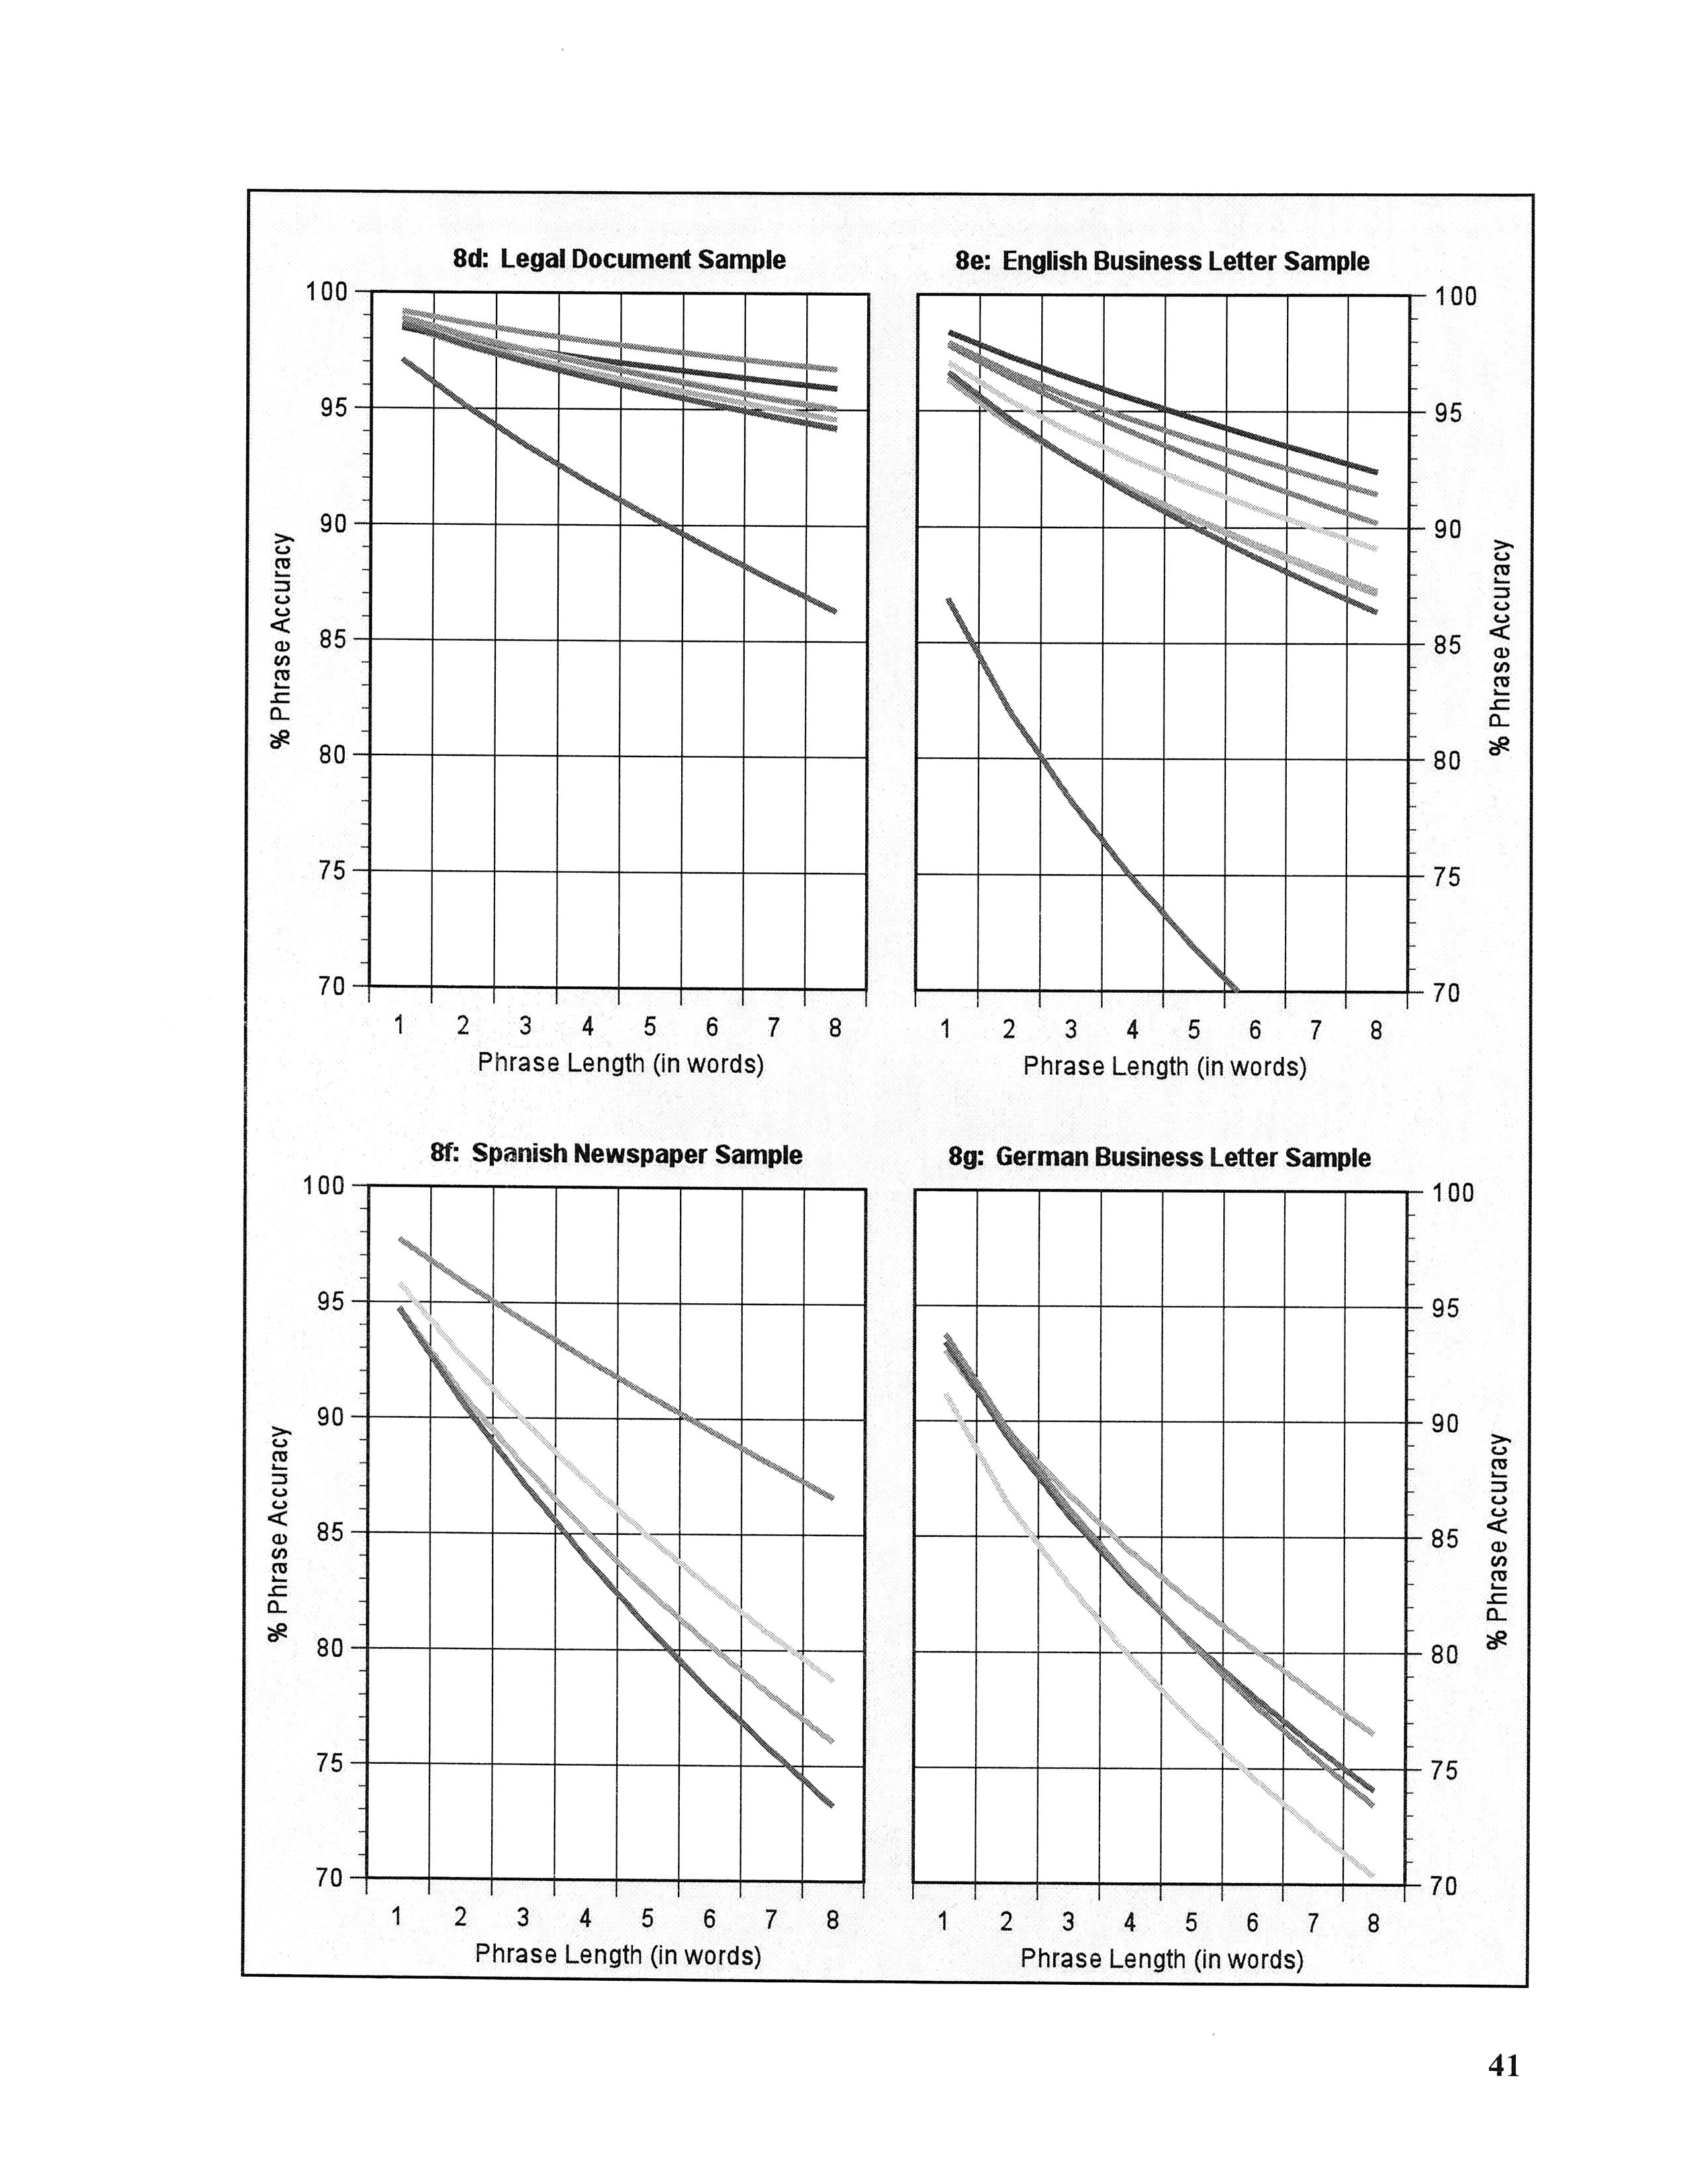 8d: Legal Document Sample
100
95
90
85
80
75
70
% Phrase Accuracy
1 2 3 4 5 6 7 8
Phrase Length (in words)
8e: English Business Letter Sample
100
95
90
85
80
75
70
% Phrase Accuracy
1 2 3 4 5 6 7 8
Phrase Length (in words)
8f: Spanish Newspaper Sample
100
95
90
85
80
75
70
% Phrase Accuracy
1 2 3 4 5 6 7 8
Phrase Length (in words)
8g: German Business Letter Sample
100
95
90
85
80
75
70
% Phrase Accuracy
1 2 3 4 5 6 7 8
Phrase Length (in words)
41